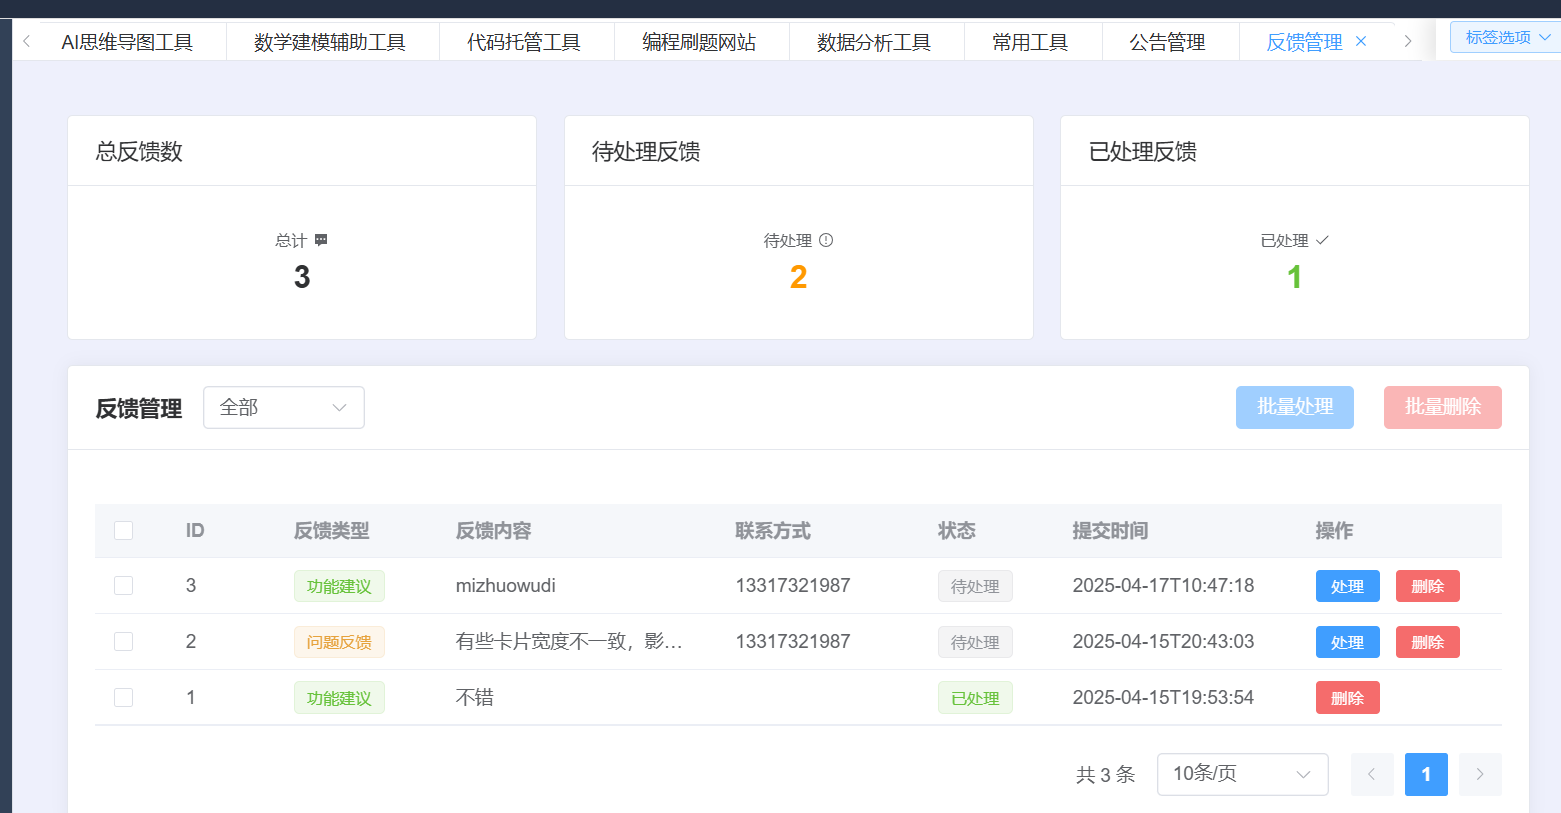 AI思维导图工具 数学建模辅助工具 代码托管工具 编程刷题网站 数据分析工具 常用工具 公告管理 反馈管理 标签选项
总反馈数 待处理反馈 已处理反馈
总计 待处理 已处理
3 2 1
反馈管理 全部 批量处理 批量删除
ID 反馈类型 反馈内容 联系方式 状态 提交时间 操作
3 功能建议 mizhuowudi 13317321987 待处理 2025-04-17T10:47:18 处理 删除
2 问题反馈 有些卡片宽度不一致，影... 13317321987 待处理 2025-04-15T20:43:03 处理 删除
1 功能建议 不错 已处理 2025-04-15T19:53:54 删除
共 3 条 10条/页 1